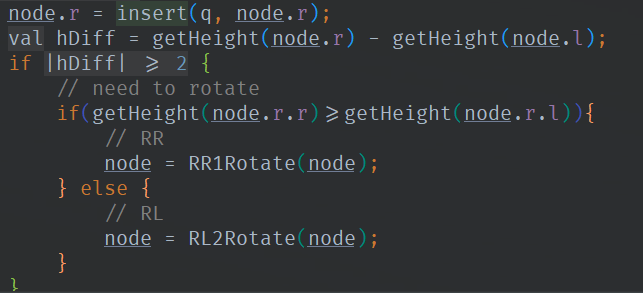 node.r = insert(q, node.r);
val hDiff = getHeight(node.r) - getHeight(node.l);
if |hDiff| ⩾ 2 {
// need to rotate
if(getHeight(node.r.r)⩾getHeight(node.r.l)){
// RR
node = RR1Rotate(node);
} else {
// RL
node = RL2Rotate(node);
}
}